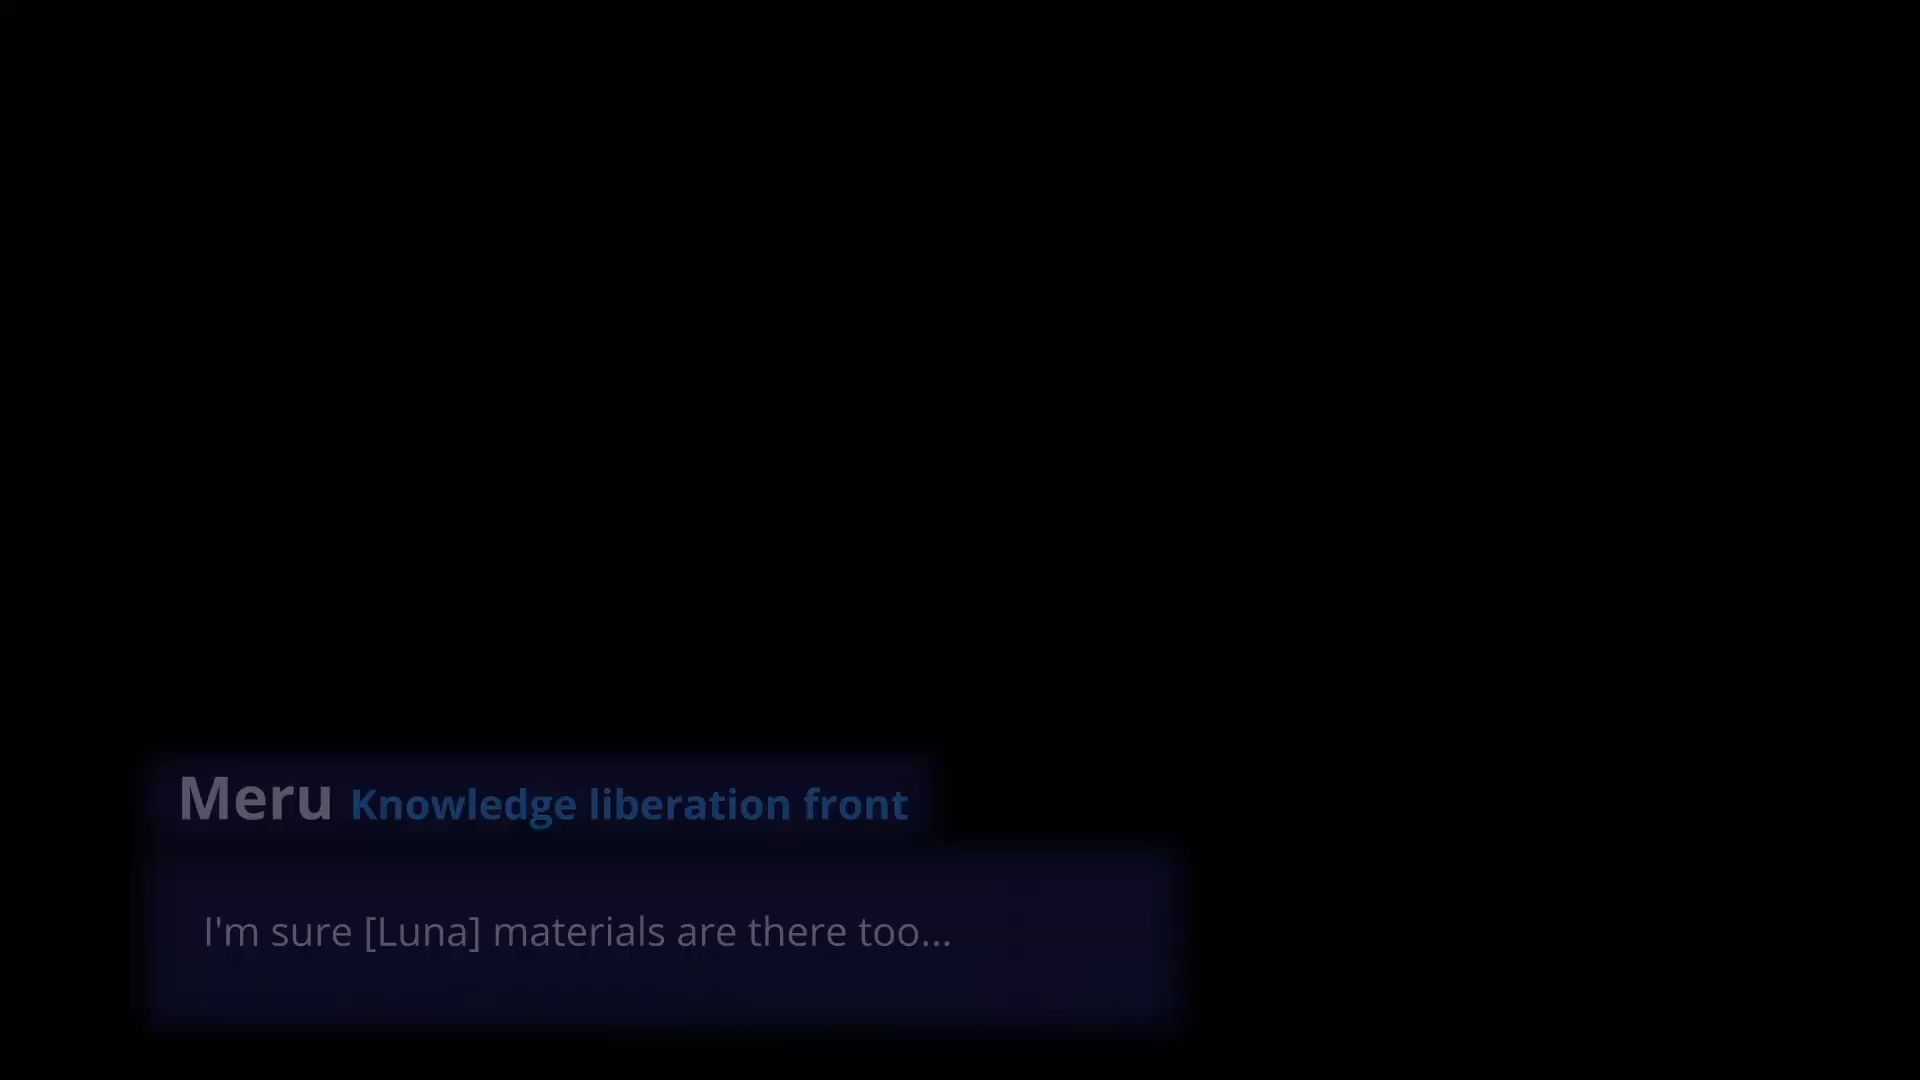 Meru Knowledge liberation front
I'm sure [Luna] materials are there too...